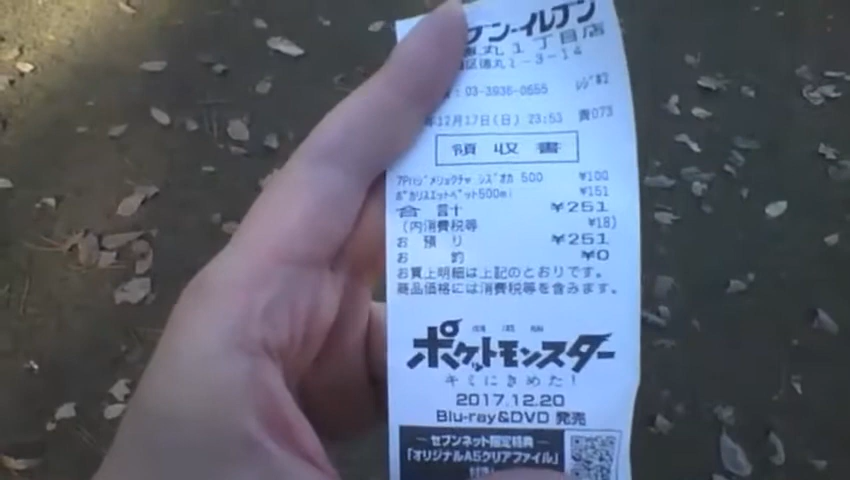 ブン-イレブン
徳丸1丁目店
区徳丸1-3-14
: 03-3936-0655 レジ#2
年12月17日(日) 23:53 責073
領収書
7Pハジメリョクチャ シズオカ 500 ¥100
ポカリスエットペット500ml ¥151
合計 ¥251
(内消費税等 ¥18)
お預り ¥251
お釣 ¥0
お買上明細は上記のとおりです。
商品価格には消費税等を含みます。
劇場版
ポケットモンスター
キミにきめた!
2017.12.20
Blu-ray&DVD 発売
― セブンネット限定特典 ―
「オリジナルA5クリアファイル」